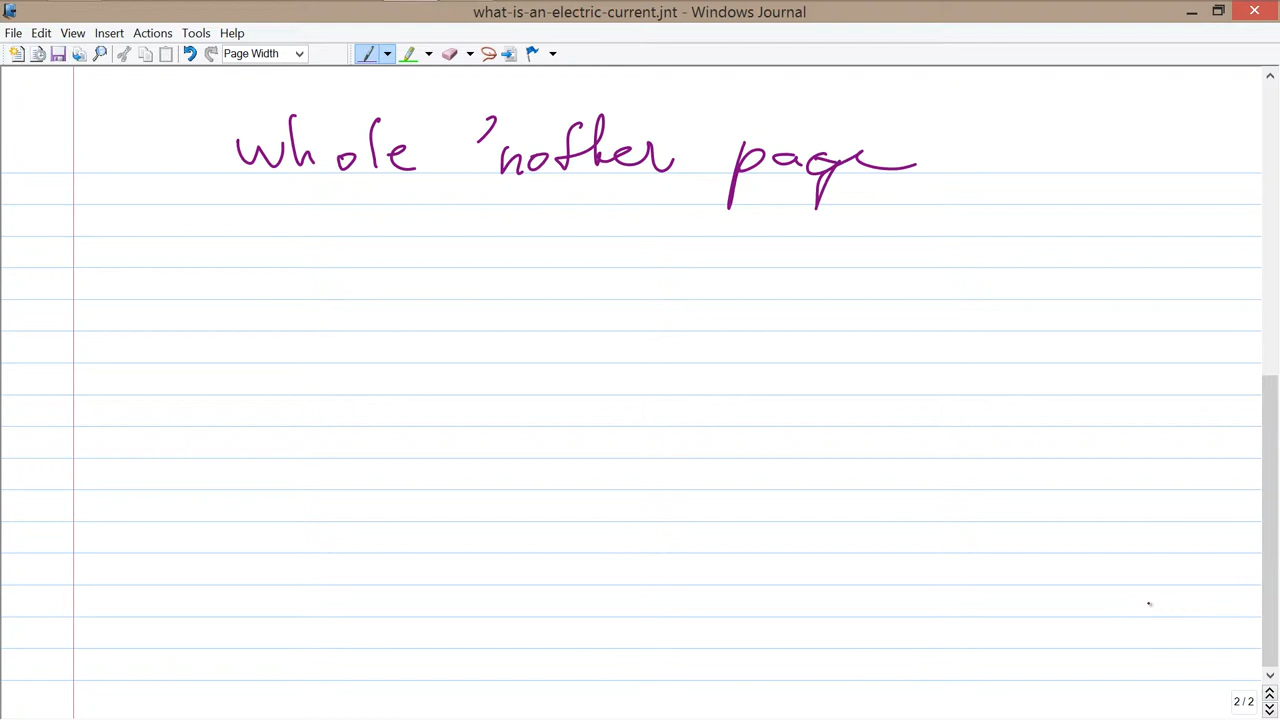 what-is-an-electric-current.jnt - Windows Journal
File Edit View Insert Actions Tools Help
Page Width
whole 'nother page
2 / 2